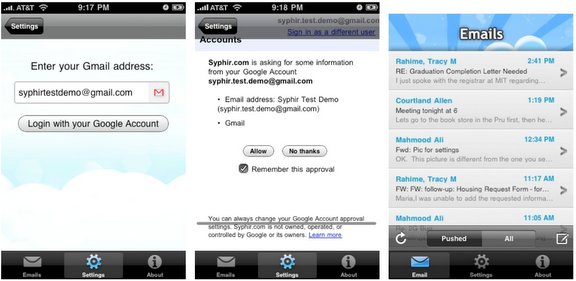 AT&T 9:17 PM
Settings
Enter your Gmail address:
syphirtestdemo@gmail.com
Login with your Google Account
Emails
Settings
About
AT&T 9:18 PM
Settings
syphir.test.demo@gmail.com
Sign in as a different user
Accounts
Syphir.com is asking for some information
from your Google Account
syphir.test.demo@gmail.com
• Email address: Syphir Test Demo
(syphir.test.demo@gmail.com)
• Gmail
Allow
No thanks
Remember this approval
You can always change your Google Account approval
settings. Syphir.com is not owned, operated, or
controlled by Google or its owners. Learn more
Emails
Settings
About
Emails
Rahime, Tracy M 2:41 PM
RE: Graduation Completion Letter Needed
I just spoke with the registrar at MIT regarding...
Courtland Allen 1:19 PM
Meeting tonight at 6
Lets go to the book store in the Pru first, then he...
Mahmood Ali 12:34 PM
Fwd: Pic for settings
OK. This picture is different from the one you se...
Rahime, Tracy M 11:17 AM
FW: FW: follow-up: Housing Request Form - for...
Maria,I was unable to add the requested informa...
Mahmood Ali 11:05 AM
Pushed
All
Email
Settings
About